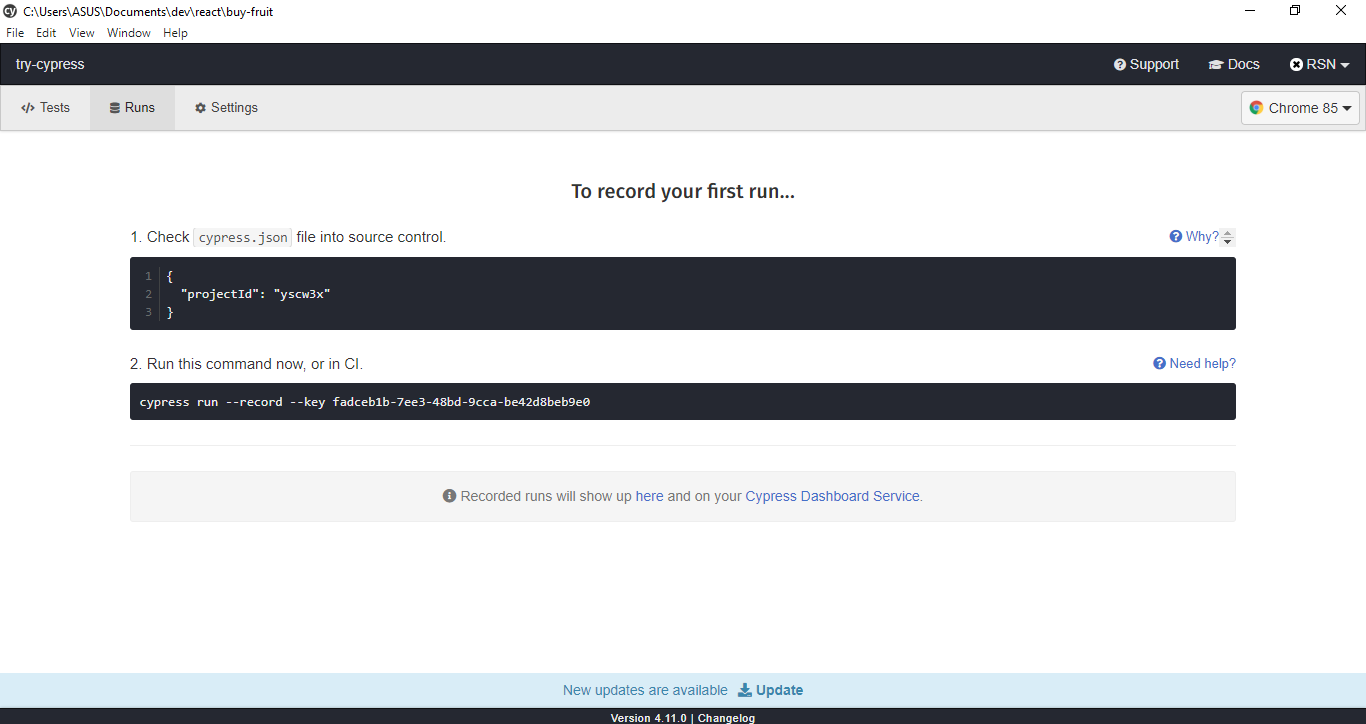 cy C:\Users\ASUS\Documents\dev\react\buy-fruit
File Edit View Window Help
try-cypress Support Docs RSN
</> Tests Runs Settings Chrome 85
To record your first run...
1. Check cypress.json file into source control. Why?
1 {
2 "projectId": "yscw3x"
3 }
2. Run this command now, or in CI. Need help?
cypress run --record --key fadceb1b-7ee3-48bd-9cca-be42d8beb9e0
Recorded runs will show up here and on your Cypress Dashboard Service.
New updates are available Update
Version 4.11.0 | Changelog